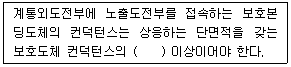 계통외도전부에 노출도전부를 접속하는 보호본
딩도체의 컨덕턴스는 상응하는 단면적을 갖는
보호도체 컨덕턴스의 (    ) 이상이어야 한다.